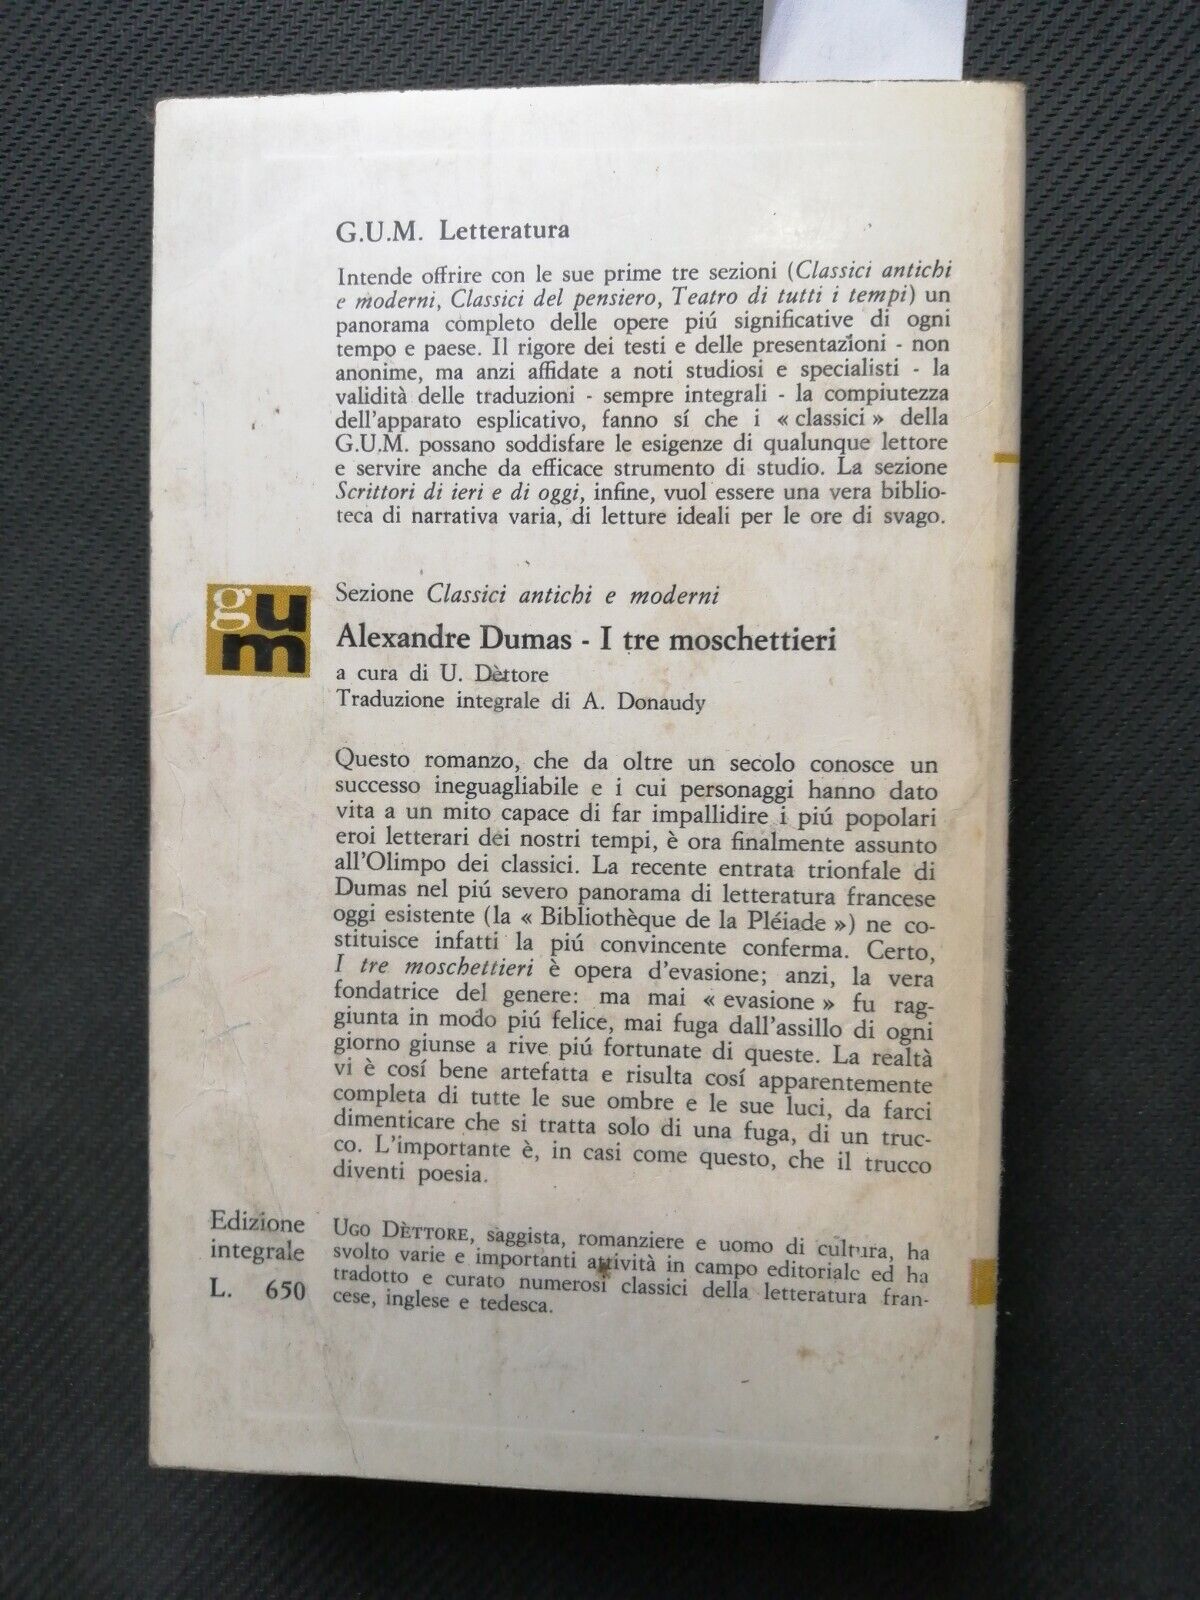 G.U.M. Letteratura
Intende offrire con le sue prime tre sezioni (Classici antichi
e moderni, Classici del pensiero, Teatro di tutti i tempi) un
panorama completo delle opere piú significative di ogni
tempo e paese. Il rigore dei testi e delle presentazioni - non
anonime, ma anzi affidate a noti studiosi e specialisti - la
validità delle traduzioni - sempre integrali - la compiutezza
dell'apparato esplicativo, fanno sí che i « classici » della
G.U.M. possano soddisfare le esigenze di qualunque lettore
e servire anche da efficace strumento di studio. La sezione
Scrittori di ieri e di oggi, infine, vuol essere una vera biblio-
teca di narrativa varia, di letture ideali per le ore di svago.
gum
Sezione Classici antichi e moderni
Alexandre Dumas - I tre moschettieri
a cura di U. Dèttore
Traduzione integrale di A. Donaudy
Questo romanzo, che da oltre un secolo conosce un
successo ineguagliabile e i cui personaggi hanno dato
vita a un mito capace di far impallidire i piú popolari
eroi letterari dei nostri tempi, è ora finalmente assunto
all'Olimpo dei classici. La recente entrata trionfale di
Dumas nel piú severo panorama di letteratura francese
oggi esistente (la « Bibliothèque de la Pléiade ») ne co-
stituisce infatti la piú convincente conferma. Certo,
I tre moschettieri è opera d'evasione; anzi, la vera
fondatrice del genere: ma mai « evasione » fu rag-
giunta in modo piú felice, mai fuga dall'assillo di ogni
giorno giunse a rive piú fortunate di queste. La realtà
vi è cosí bene artefatta e risulta cosí apparentemente
completa di tutte le sue ombre e le sue luci, da farci
dimenticare che si tratta solo di una fuga, di un truc-
co. L'importante è, in casi come questo, che il trucco
diventi poesia.
Edizione
integrale
L. 650
UGO DÈTTORE, saggista, romanziere e uomo di cultura, ha
svolto varie e importanti attività in campo editoriale ed ha
tradotto e curato numerosi classici della letteratura fran-
cese, inglese e tedesca.